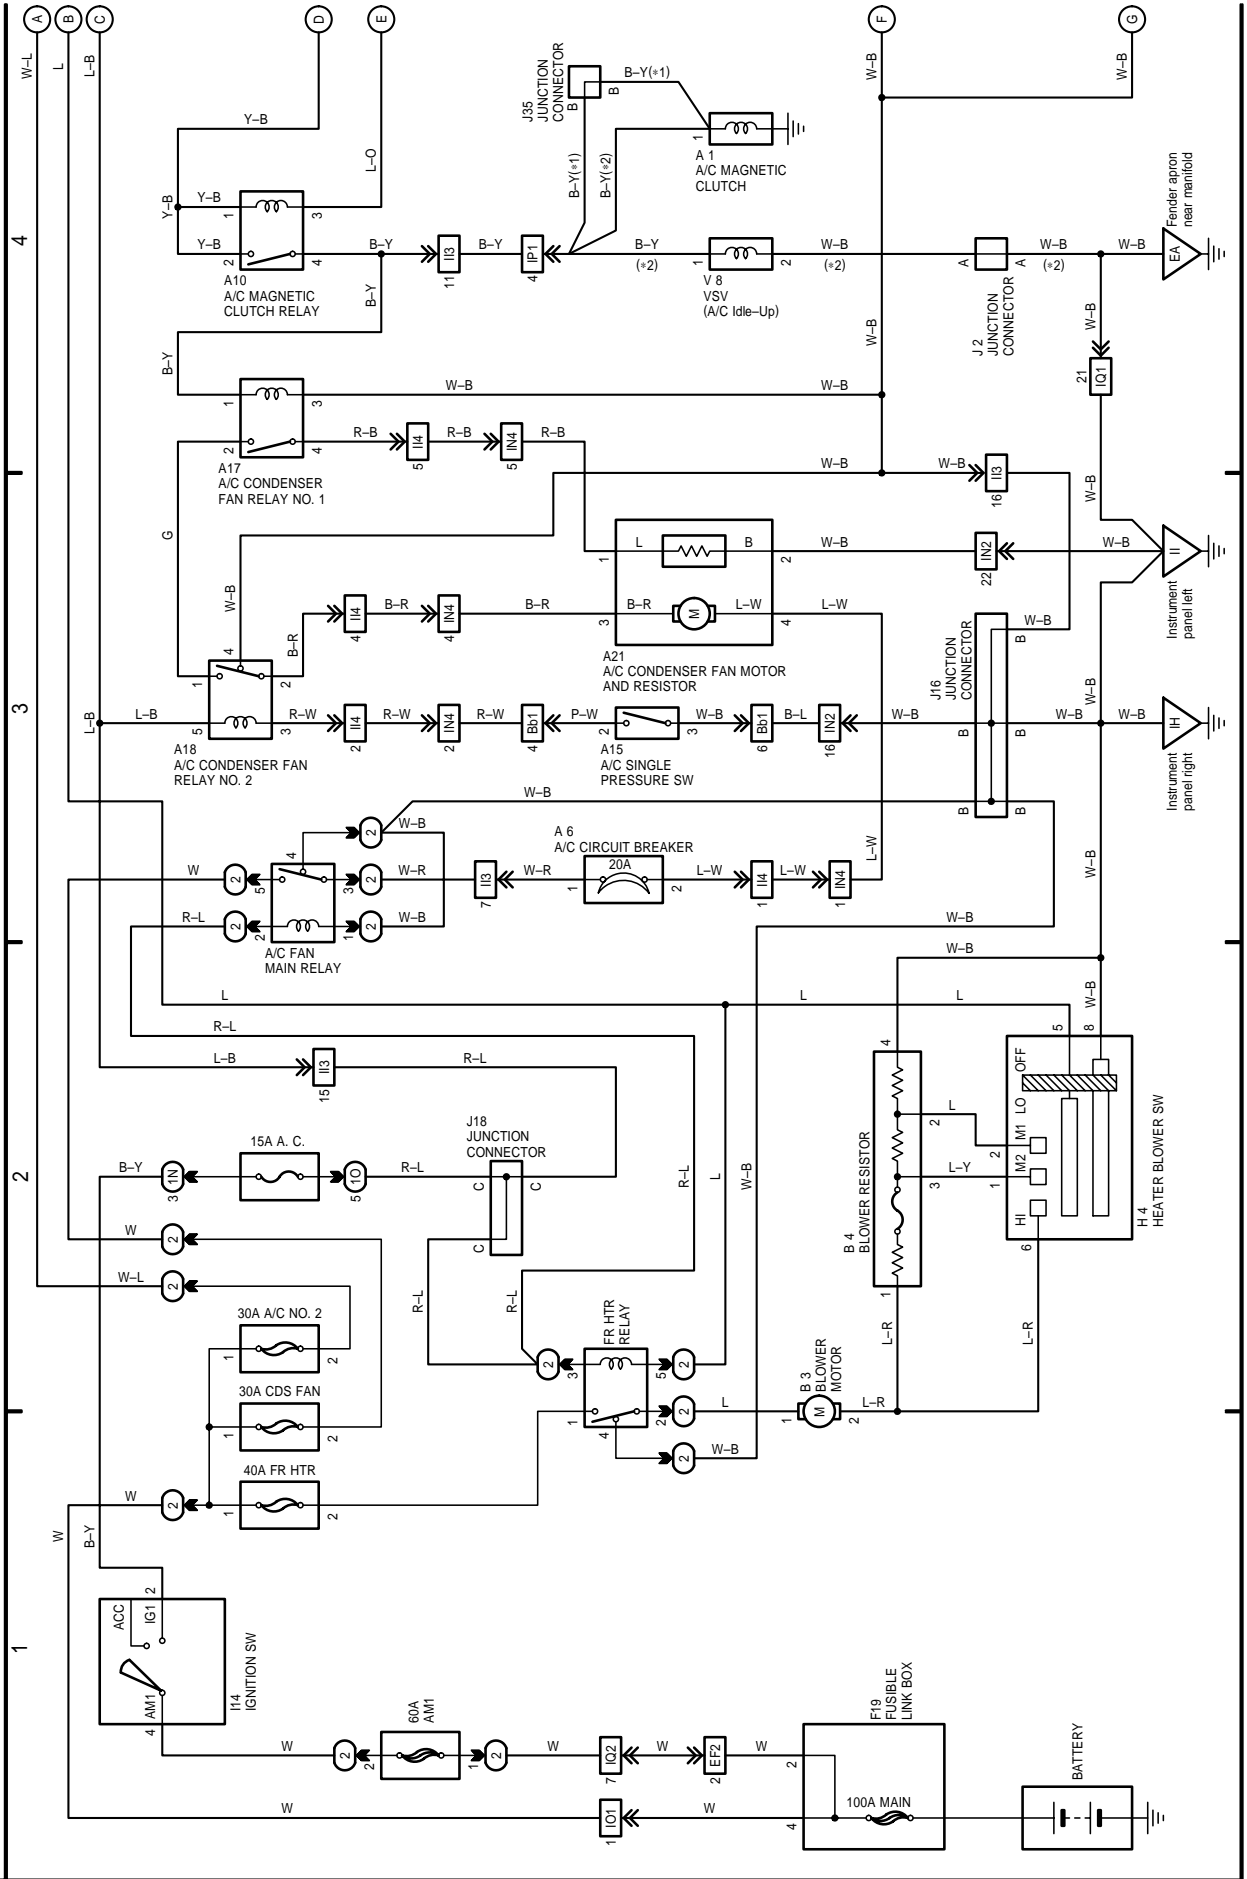 A
B
C
D
E
F
G
W–L
L
L–B
Y–B
L–O
W–B
W–B
J35
JUNCTION
CONNECTOR
B
B
B–Y(*1)
B–Y(*1)
B–Y(*2)
1
A 1
A/C MAGNETIC
CLUTCH
4
Y–B
Y–B
1
3
Y–B
2
4
B–Y
A10
A/C MAGNETIC
CLUTCH RELAY
B–Y
II3
11
B–Y
IP1
4
B–Y
(*2)
1
2
V 8
VSV
(A/C Idle–Up)
W–B
(*2)
A
A
J 2
JUNCTION
CONNECTOR
W–B
(*2)
W–B
EA
Fender apron
near manifold
W–B
21
IQ1
W–B
B–Y
1
3
W–B
W–B
2
4
R–B
II4
5
R–B
IN4
5
R–B
A17
A/C CONDENSER
FAN RELAY NO. 1
W–B
W–B
II3
16
W–B
G
W–B
1
L
B
2
W–B
IN2
22
W–B
II
Instrument
panel left
B–R
II4
4
B–R
IN4
4
B–R
3
B–R
M
L–W
4
L–W
A21
A/C CONDENSER FAN MOTOR
AND RESISTOR
J16
JUNCTION
CONNECTOR
B
W–B
W–B
3
4
1
2
L–B
L–B
5
3
R–W
II4
2
R–W
IN4
2
R–W
Bb1
4
P–W
2
3
W–B
Bb1
6
B–L
IN2
16
W–B
B
B
W–B
W–B
IH
Instrument
panel right
A18
A/C CONDENSER FAN
RELAY NO. 2
A15
A/C SINGLE
PRESSURE SW
W–B
B
B
2
W–B
4
W
2
5
3
2
W–R
II3
7
W–R
A 6
A/C CIRCUIT BREAKER
20A
1
2
L–W
II4
1
L–W
IN4
1
L–W
W–B
R–L
2
2
1
2
W–B
W–B
A/C FAN
MAIN RELAY
W–B
L
L
L
W–B
R–L
5
8
L–B
II3
15
R–L
4
OFF
LO
M1
M2
HI
2
L
2
3
L–Y
1
6
B 4
BLOWER RESISTOR
H 4
HEATER BLOWER SW
2
J18
JUNCTION
CONNECTOR
15A A. C.
B–Y
1N
3
1O
5
R–L
C
C
C
R–L
L
W–B
W
2
W–L
2
30A A/C NO. 2
1
2
R–L
R–L
FR HTR
RELAY
2
3
5
2
1
L–R
L–R
B 3
BLOWER
MOTOR
30A CDS FAN
1
2
1
4
2
2
L
1
M
2
L–R
2
W–B
40A FR HTR
W
2
1
2
W
B–Y
1
2
ACC
IG1
AM1
4
I14
IGNITION SW
60A
AM1
F19
FUSIBLE
LINK BOX
W
2
2
1
2
W
IQ2
7
W
EF2
2
W
2
BATTERY
W
IO1
1
W
4
100A MAIN